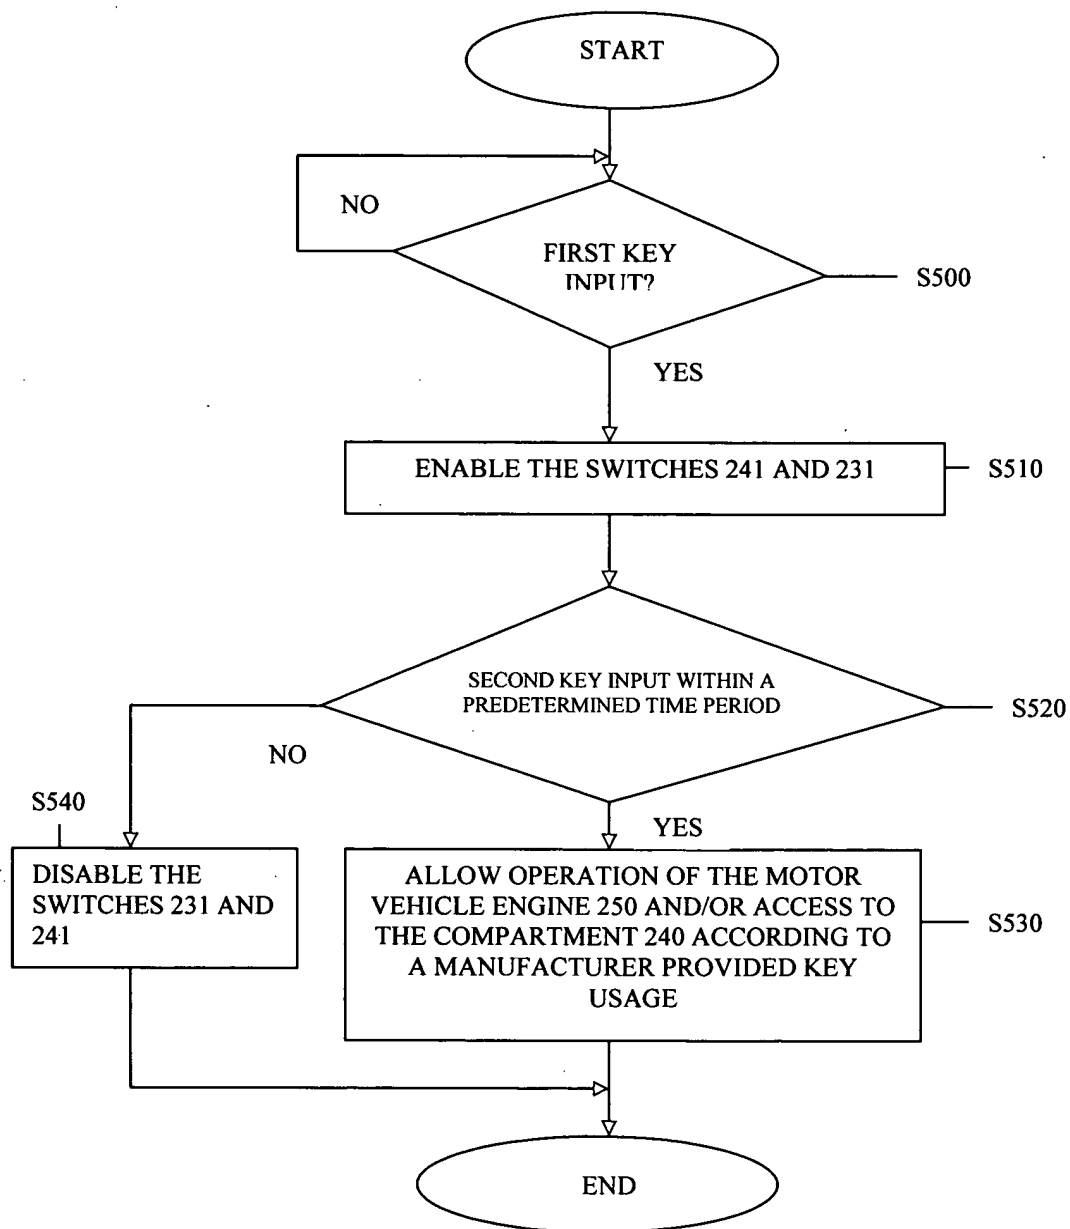 START
NO
FIRST KEY
INPUT?
S500
YES
ENABLE THE SWITCHES 241 AND 231
S510
SECOND KEY INPUT WITHIN A
PREDETERMINED TIME PERIOD
S520
NO
S540
YES
DISABLE THE
SWITCHES 231 AND
241
ALLOW OPERATION OF THE MOTOR
VEHICLE ENGINE 250 AND/OR ACCESS TO
THE COMPARTMENT 240 ACCORDING TO
A MANUFACTURER PROVIDED KEY
USAGE
S530
END